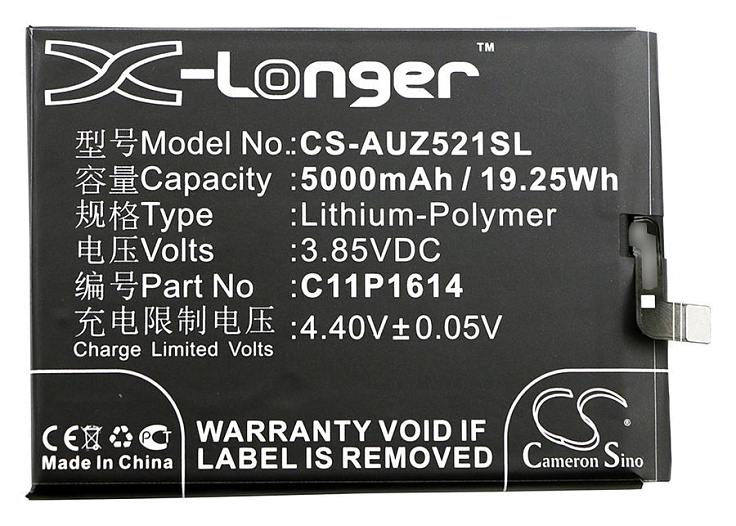 X-Longer™
型号Model No.:CS-AUZ521SL
容量Capacity :5000mAh / 19.25Wh
规格Type :Lithium-Polymer
电压Volts :3.85VDC
编号Part No :C11P1614
充电限制电压 :4.40V±0.05V
Charge Limited Volts
CE PCT
Made In China
WARRANTY VOID IF
LABEL IS REMOVED
CS®
Cameron Sino